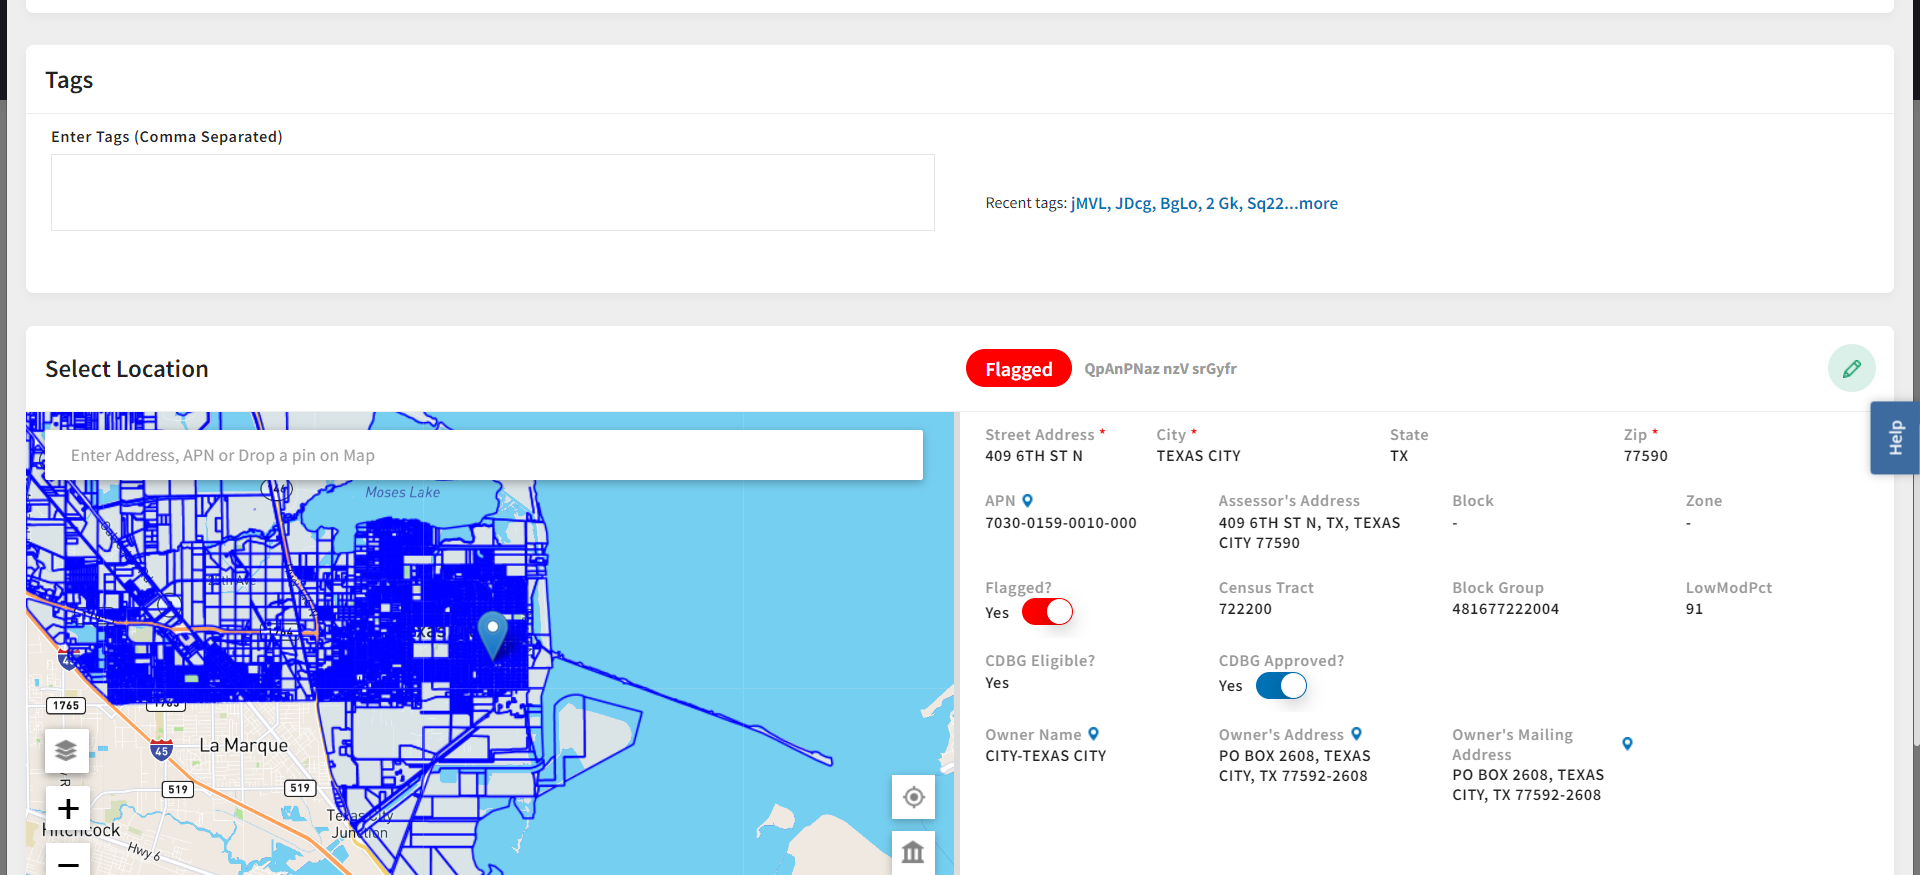 Tags
Enter Tags (Comma Separated)
Recent tags: jMVL, JDcg, BgLo, 2 Gk, Sq22...more
Select Location
Flagged QpAnPNaz nzV srGyfr
Help
Enter Address, APN or Drop a pin on Map
Moses Lake
1765
La Marque
45
519
519
Texas City
Junction
Hitchcock
Hwy 6
+
−
Street Address * City * State Zip *
409 6TH ST N TEXAS CITY TX 77590
APN Assessor's Address Block Zone
7030-0159-0010-000 409 6TH ST N, TX, TEXAS - -
CITY 77590
Flagged? Census Tract Block Group LowModPct
Yes 722200 481677222004 91
CDBG Eligible? CDBG Approved?
Yes Yes
Owner Name Owner's Address Owner's Mailing
Address
CITY-TEXAS CITY PO BOX 2608, TEXAS
CITY, TX 77592-2608
PO BOX 2608, TEXAS
CITY, TX 77592-2608